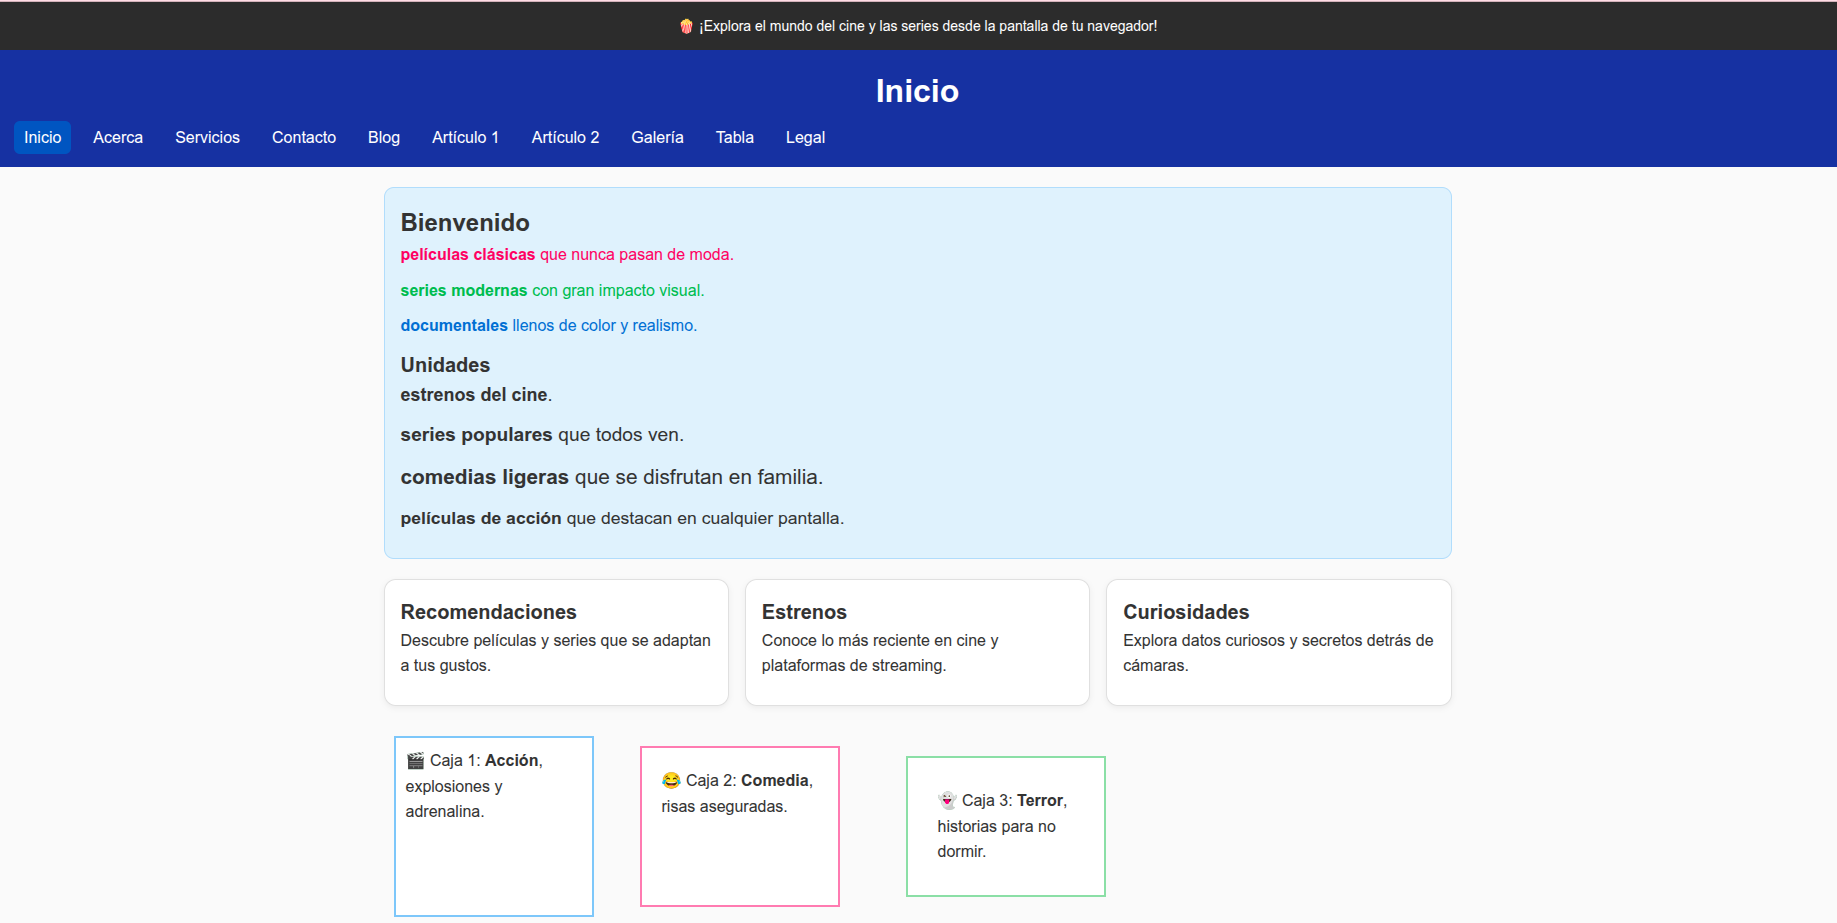 🍿 ¡Explora el mundo del cine y las series desde la pantalla de tu navegador!
Inicio
Inicio Acerca Servicios Contacto Blog Artículo 1 Artículo 2 Galería Tabla Legal
Bienvenido
películas clásicas que nunca pasan de moda.
series modernas con gran impacto visual.
documentales llenos de color y realismo.
Unidades
estrenos del cine.
series populares que todos ven.
comedias ligeras que se disfrutan en familia.
películas de acción que destacan en cualquier pantalla.
Recomendaciones
Descubre películas y series que se adaptan
a tus gustos.
Estrenos
Conoce lo más reciente en cine y
plataformas de streaming.
Curiosidades
Explora datos curiosos y secretos detrás de
cámaras.
🎬 Caja 1: Acción,
explosiones y
adrenalina.
😂 Caja 2: Comedia,
risas aseguradas.
👻 Caja 3: Terror,
historias para no
dormir.